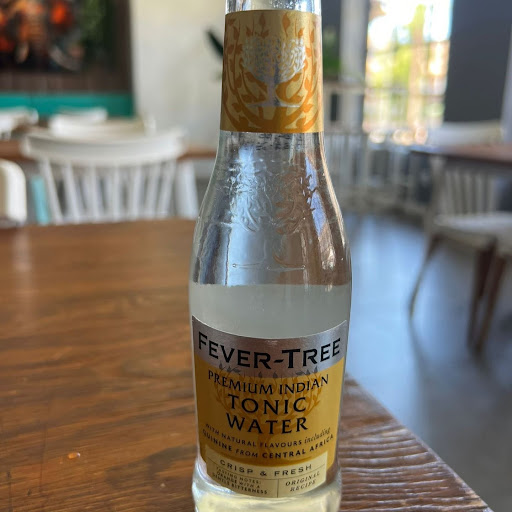 FEVER-TREE
PREMIUM INDIAN
TONIC
WATER
WITH NATURAL FLAVOURS including
QUININE FROM CENTRAL AFRICA
CRISP & FRESH
ORIGINAL
RECIPE